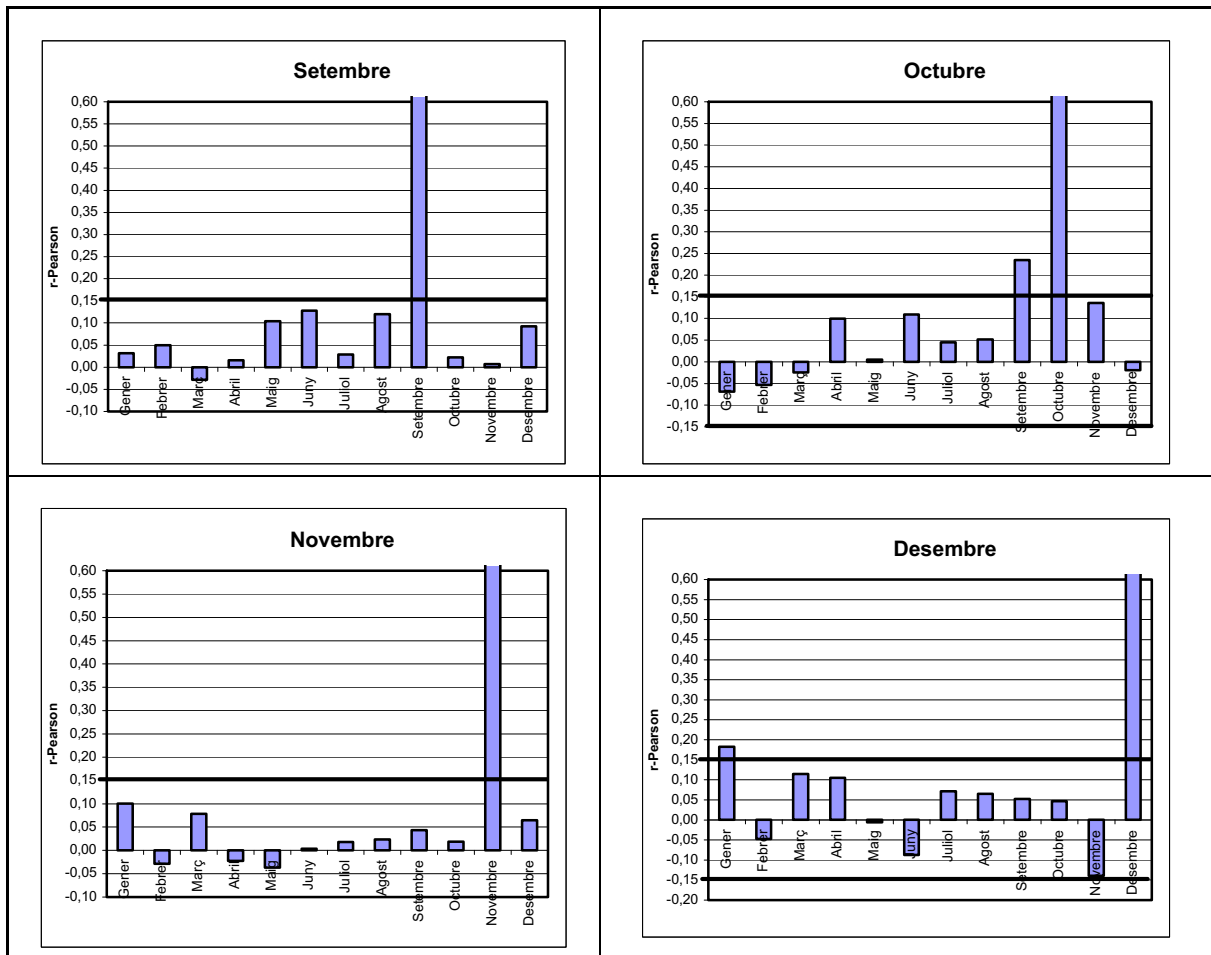 Setembre
0,60
0,55
0,50
0,45
0,40
0,35
0,30
0,25
0,20
0,15
0,10
0,05
0,00
-0,05
-0,10
r-Pearson
Gener
Febrer
Març
Abril
Maig
Juny
Juliol
Agost
Setembre
Octubre
Novembre
Desembre
Octubre
0,60
0,55
0,50
0,45
0,40
0,35
0,30
0,25
0,20
0,15
0,10
0,05
0,00
-0,05
-0,10
-0,15
r-Pearson
Gener
Febrer
Març
Abril
Maig
Juny
Juliol
Agost
Setembre
Octubre
Novembre
Desembre
Novembre
0,60
0,55
0,50
0,45
0,40
0,35
0,30
0,25
0,20
0,15
0,10
0,05
0,00
-0,05
-0,10
r-Pearson
Gener
Febrer
Març
Abril
Maig
Juny
Juliol
Agost
Setembre
Octubre
Novembre
Desembre
Desembre
0,60
0,55
0,50
0,45
0,40
0,35
0,30
0,25
0,20
0,15
0,10
0,05
0,00
-0,05
-0,10
-0,15
-0,20
r-Pearson
Gener
Febrer
Març
Abril
Maig
Juny
Juliol
Agost
Setembre
Octubre
Novembre
Desembre